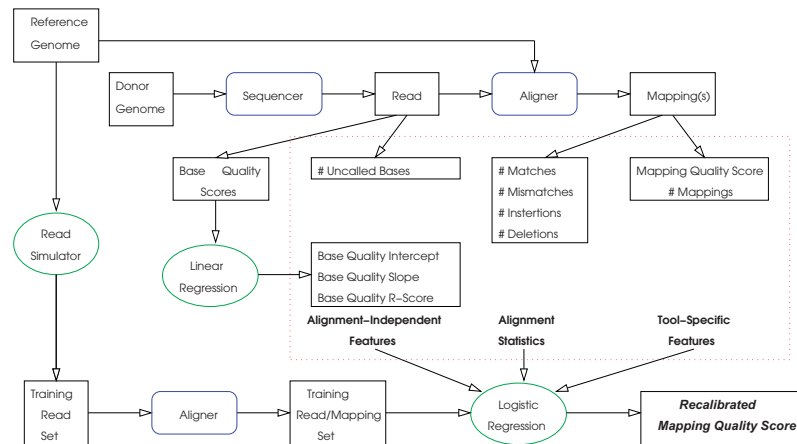 Reference
Genome
Donor
Genome
Sequencer
Read
Aligner
Mapping(s)
Base Quality
Scores
# Uncalled Bases
# Matches
# Mismatches
# Instertions
# Deletions
Mapping Quality Score
# Mappings
Read
Simulator
Linear
Regression
Base Quality Intercept
Base Quality Slope
Base Quality R-Score
Alignment-Independent
Features
Alignment
Statistics
Tool-Specific
Features
Training
Read
Set
Aligner
Training
Read/Mapping
Set
Logistic
Regression
Recalibrated
Mapping Quality Score